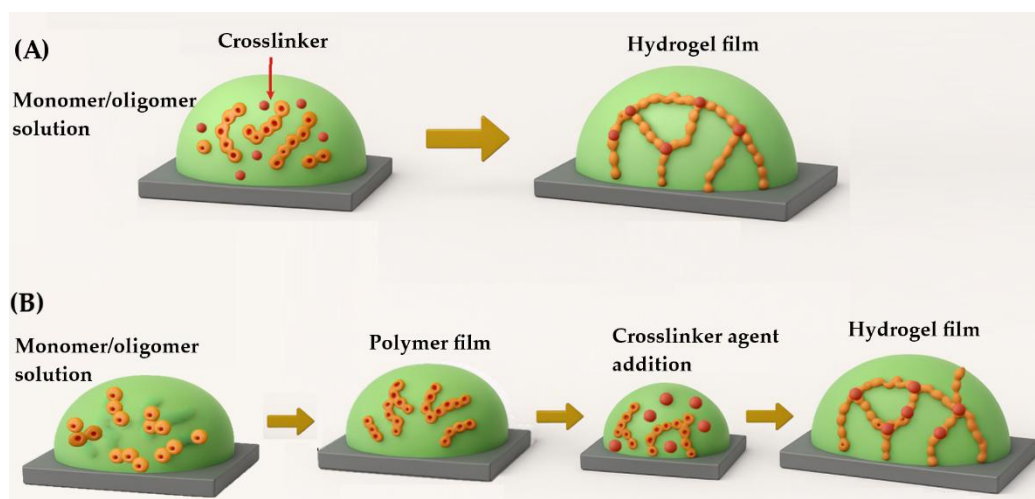 (A)
Crosslinker
Hydrogel film
Monomer/oligomer
solution
(B)
Monomer/oligomer
solution
Polymer film
Crosslinker agent
addition
Hydrogel film